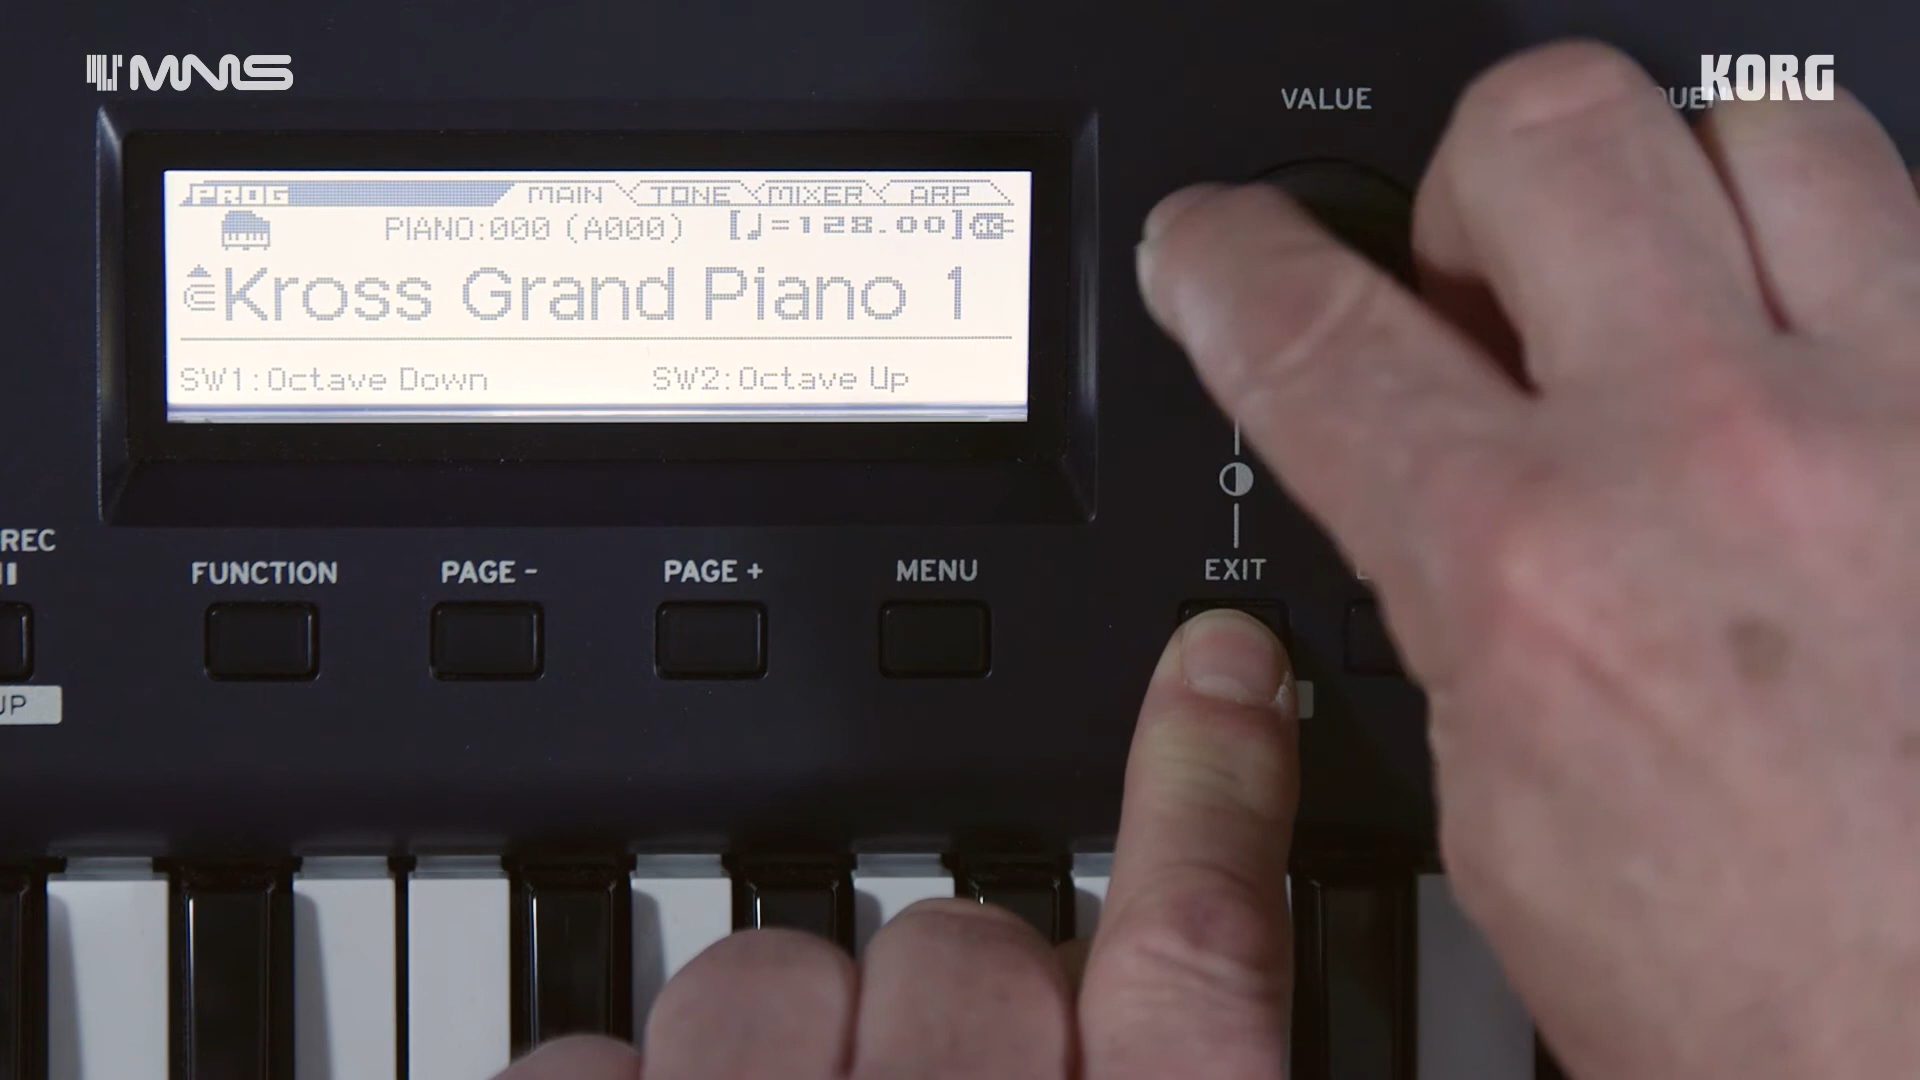 MNS
KORG
VALUE
PROG MAIN TONE MIXER ARP
PIANO:000 (A000) [♩=128.00] AC
Kross Grand Piano 1
SW1:Octave Down SW2:Octave Up
REC
FUNCTION PAGE - PAGE + MENU EXIT
UP